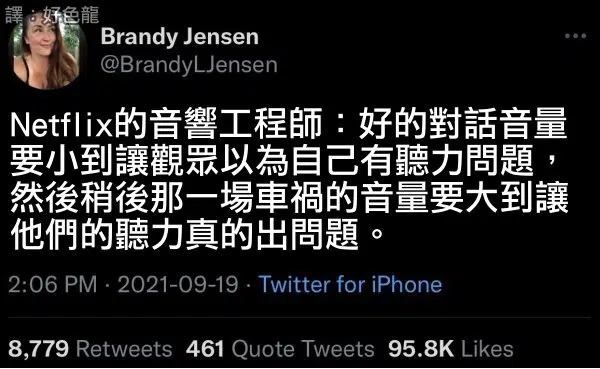 譯：好色龍
Brandy Jensen
@BrandyLJensen
Netflix的音響工程師：好的對話音量
要小到讓觀眾以為自己有聽力問題，
然後稍後那一場車禍的音量要大到讓
他們的聽力真的出問題。
2:06 PM · 2021-09-19 · Twitter for iPhone
8,779 Retweets 461 Quote Tweets 95.8K Likes